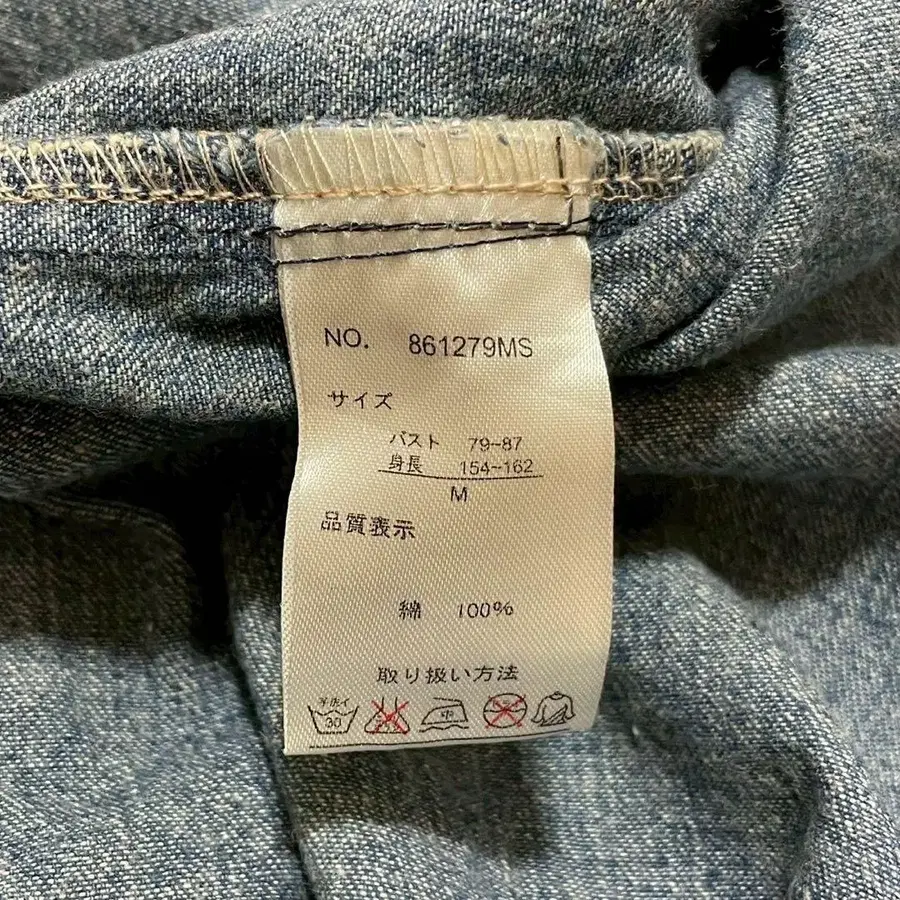 NO. 861279MS
サイズ
バスト 79-87
身長 154-162
M
品質表示
綿 100%
取り扱い方法
手洗イ
30
中